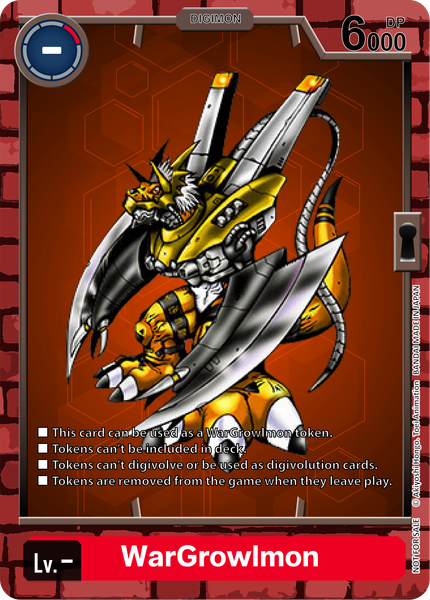 DIGIMON
-
DP
6000
■ This card can be used as a WarGrowlmon token.
■ Tokens can't be included in deck.
■ Tokens can't digivolve or be used as digivolution cards.
■ Tokens are removed from the game when they leave play.
Lv.-
WarGrowlmon
NOT FOR SALE © Akiyoshi Hongo, Toei Animation BANDAI MADE IN JAPAN